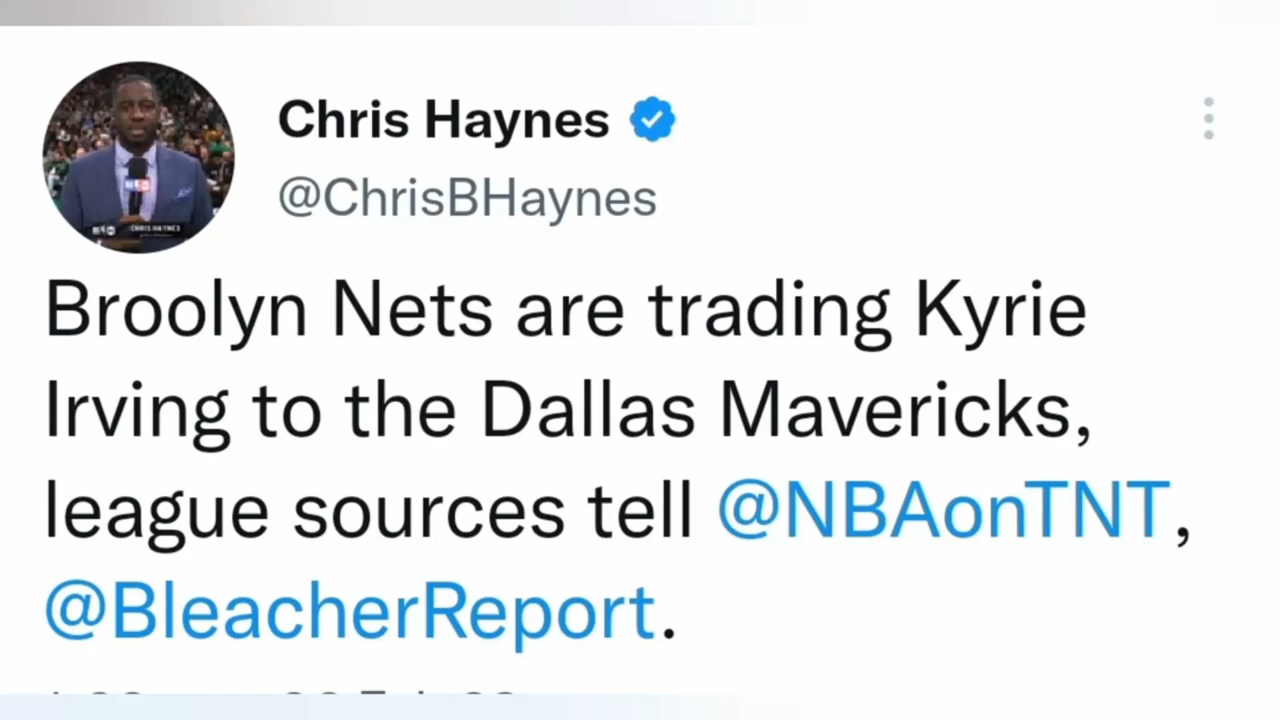 Chris Haynes
@ChrisBHaynes
Broolyn Nets are trading Kyrie
Irving to the Dallas Mavericks,
league sources tell @NBAonTNT,
@BleacherReport.